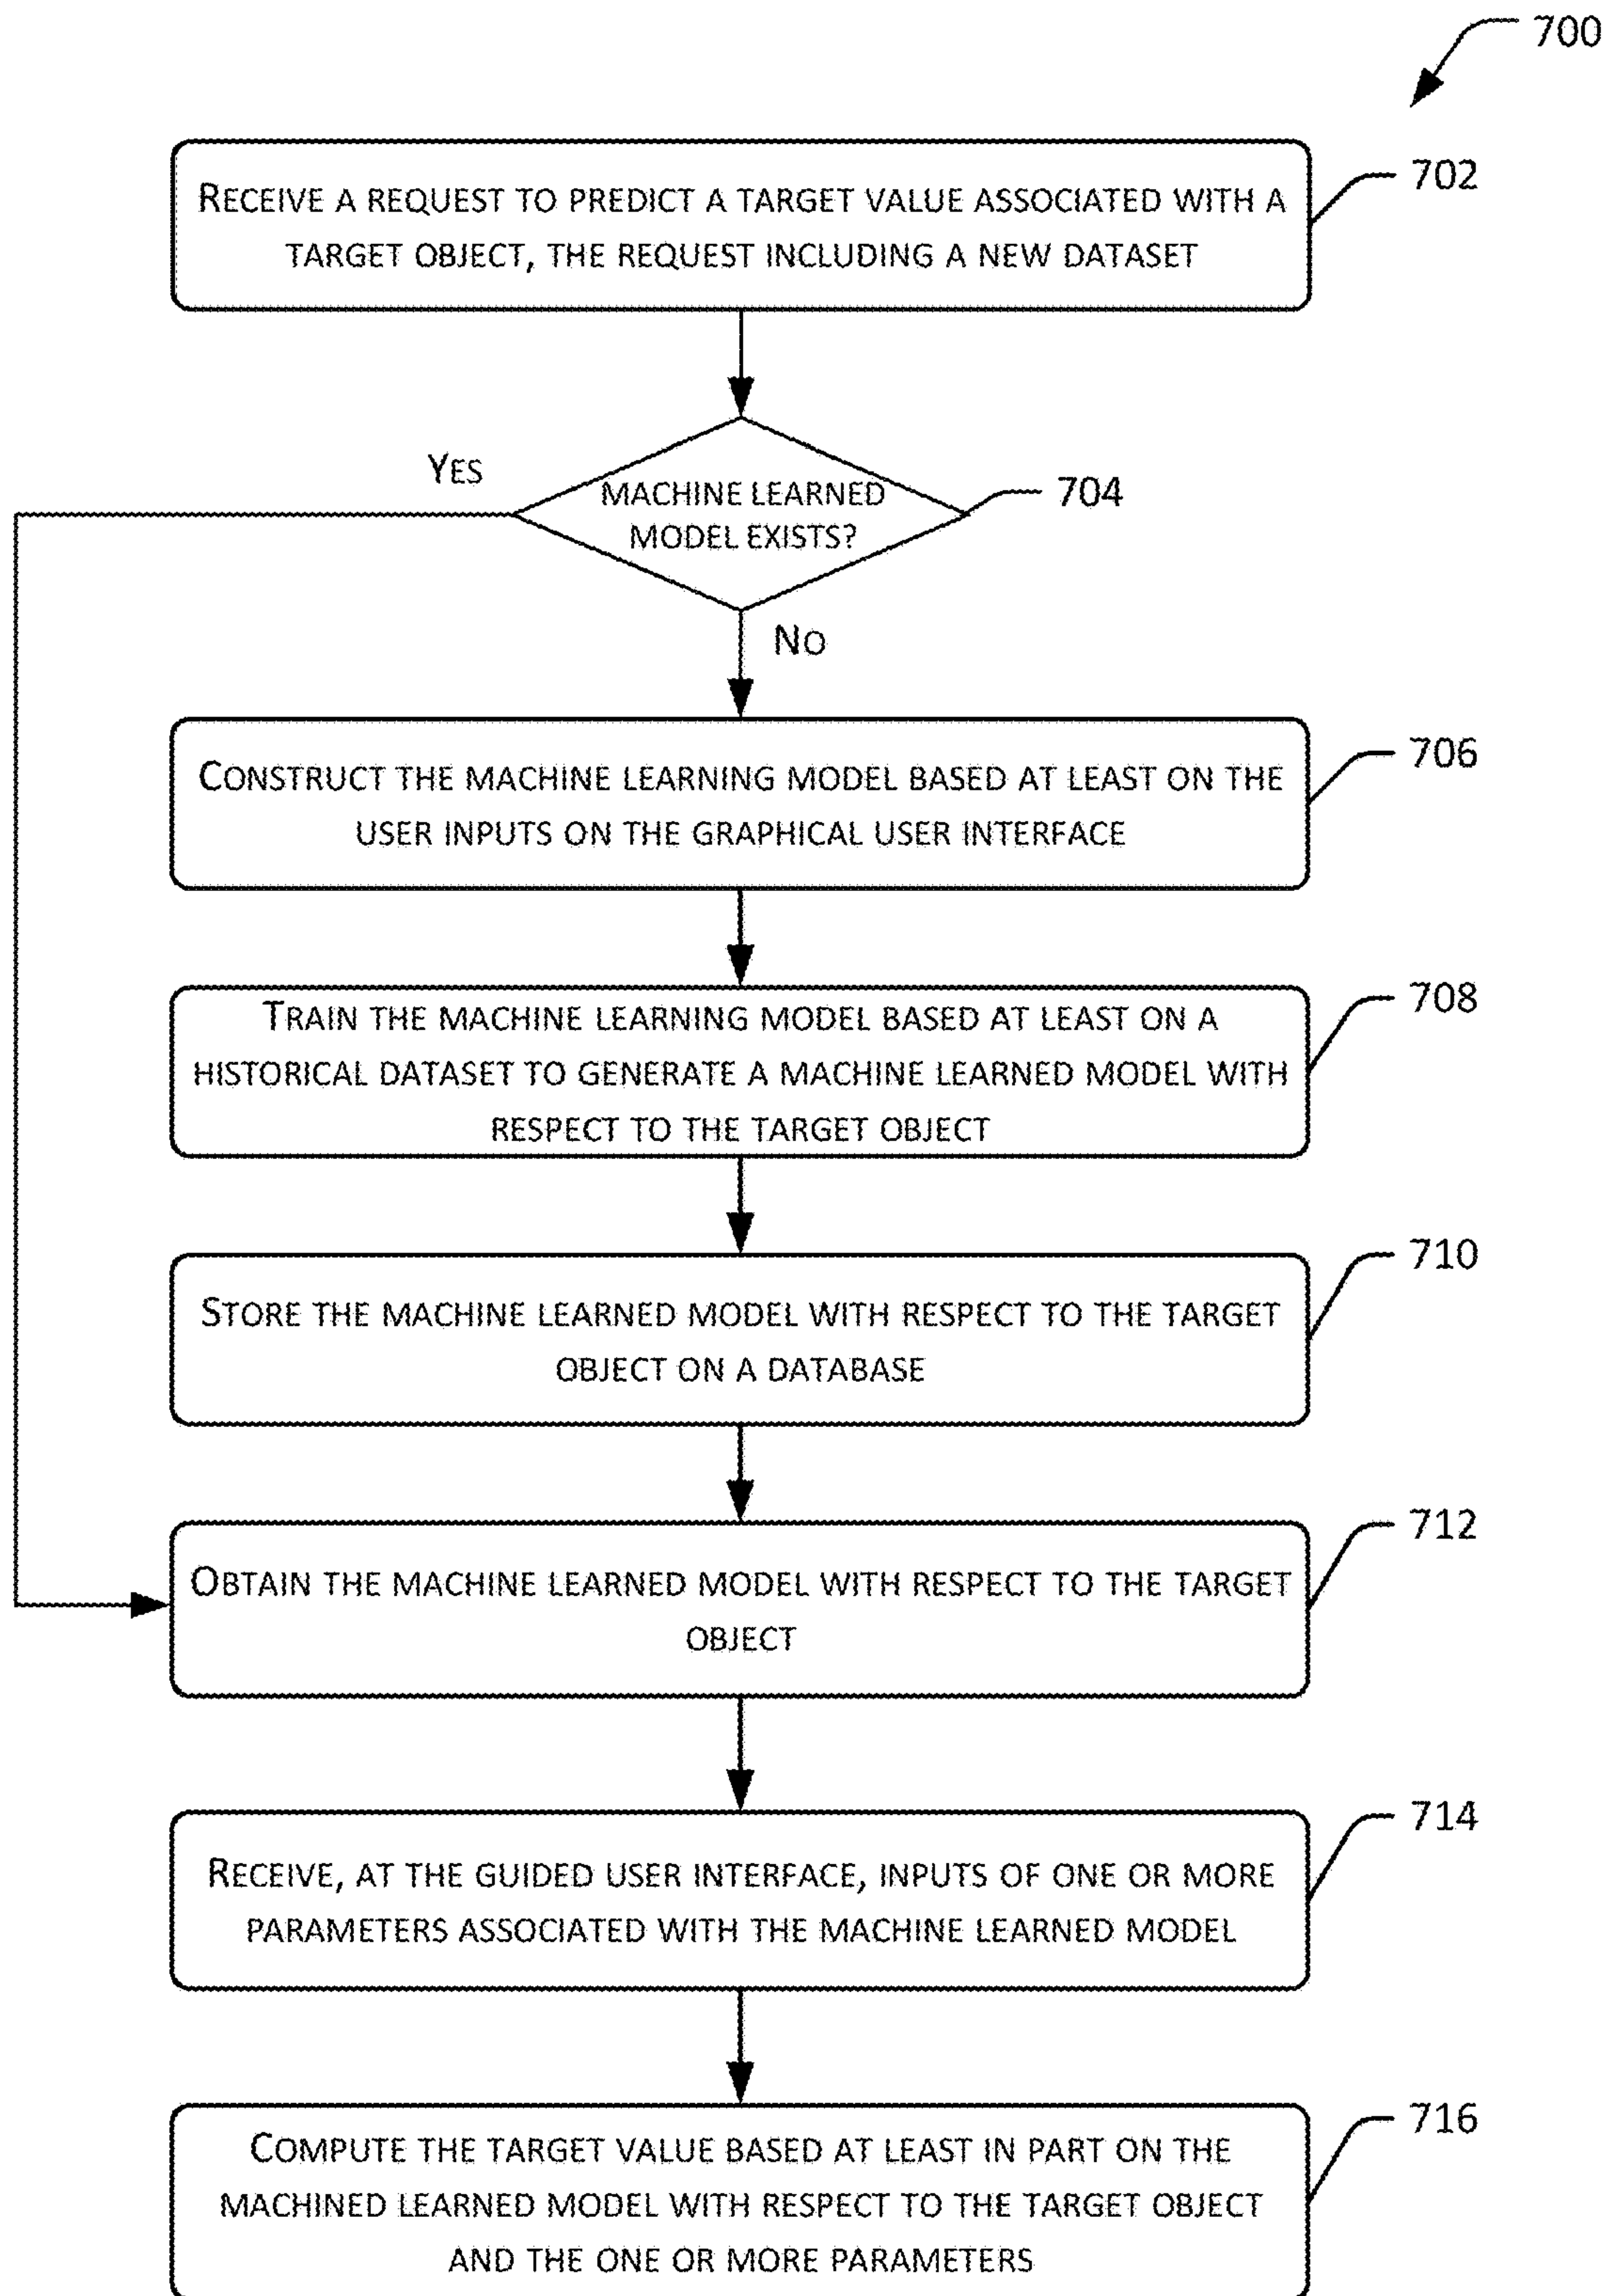 700
702
RECEIVE A REQUEST TO PREDICT A TARGET VALUE ASSOCIATED WITH A
TARGET OBJECT, THE REQUEST INCLUDING A NEW DATASET
YES
MACHINE LEARNED
MODEL EXISTS?
704
NO
706
CONSTRUCT THE MACHINE LEARNING MODEL BASED AT LEAST ON THE
USER INPUTS ON THE GRAPHICAL USER INTERFACE
708
TRAIN THE MACHINE LEARNING MODEL BASED AT LEAST ON A
HISTORICAL DATASET TO GENERATE A MACHINE LEARNED MODEL WITH
RESPECT TO THE TARGET OBJECT
710
STORE THE MACHINE LEARNED MODEL WITH RESPECT TO THE TARGET
OBJECT ON A DATABASE
712
OBTAIN THE MACHINE LEARNED MODEL WITH RESPECT TO THE TARGET
OBJECT
714
RECEIVE, AT THE GUIDED USER INTERFACE, INPUTS OF ONE OR MORE
PARAMETERS ASSOCIATED WITH THE MACHINE LEARNED MODEL
716
COMPUTE THE TARGET VALUE BASED AT LEAST IN PART ON THE
MACHINED LEARNED MODEL WITH RESPECT TO THE TARGET OBJECT
AND THE ONE OR MORE PARAMETERS